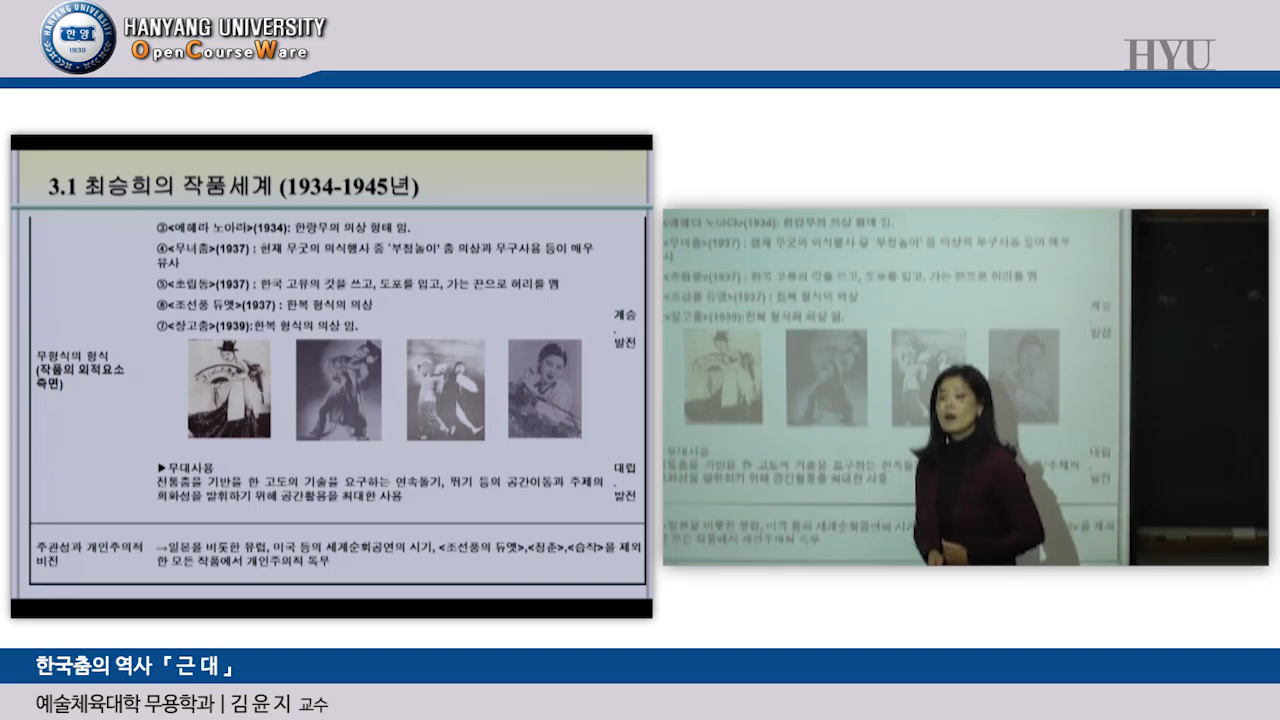 HANYANG UNIVERSITY
OpenCourseWare
HYU
HANYANG UNIVERSITY
한양
1939
3.1 최승희의 작품세계 (1934-1945년)
③<에헤라 노아라>(1934): 한량무의 의상 형태 임.
④<무녀춤>(1937) : 현재 무굿의 의식행사 중 '부정놀이' 춤 의상과 무구사용 등이 매우
유사
⑤<초립동>(1937) : 한국 고유의 갓을 쓰고, 도포를 입고, 가는 끈으로 허리를 맴
⑥<조선풍 듀엣>(1937) : 한복 형식의 의상
⑦<장고춤>(1939):한복 형식의 의상 임.
계승
.
발전
무형식의 형식
(작품의 외적요소
측면)
▶무대사용
전통춤을 기반을 한 고도의 기술을 요구하는 연속돌기, 뛰기 등의 공간이동과 주제의
희화성을 발휘하기 위해 공간활용을 최대한 사용
대립
.
발전
주관성과 개인주의적
비전
→일본을 비롯한 유럽, 미국 등의 세계순회공연의 시기, <조선풍의 듀엣>,<청춘>,<습작>을 제외
한 모든 작품에서 개인주의적 독무
한국춤의 역사 「 근 대 」
예술체육대학 무용학과 | 김 윤 지 교수